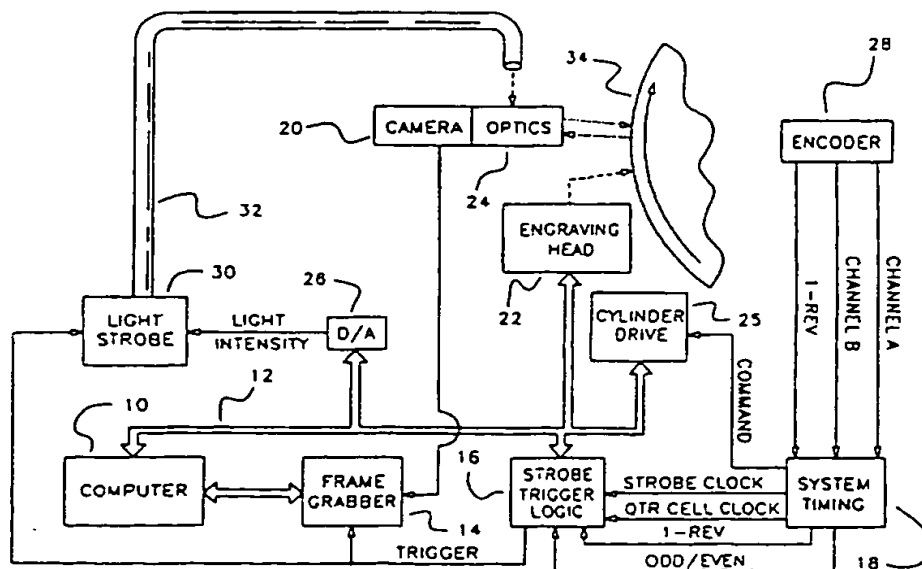 28
34
20
CAMERA
OPTICS
ENCODER
24
32
ENGRAVING
HEAD
30
26
22
CYLINDER
DRIVE
25
1-REV
CHANNEL B
CHANNEL A
LIGHT
STROBE
LIGHT
INTENSITY
D/A
12
COMMAND
10
COMPUTER
FRAME
GRABBER
14
16
STROBE
TRIGGER
LOGIC
STROBE CLOCK
QTR CELL CLOCK
1-REV
SYSTEM
TIMING
TRIGGER
ODD/EVEN
18